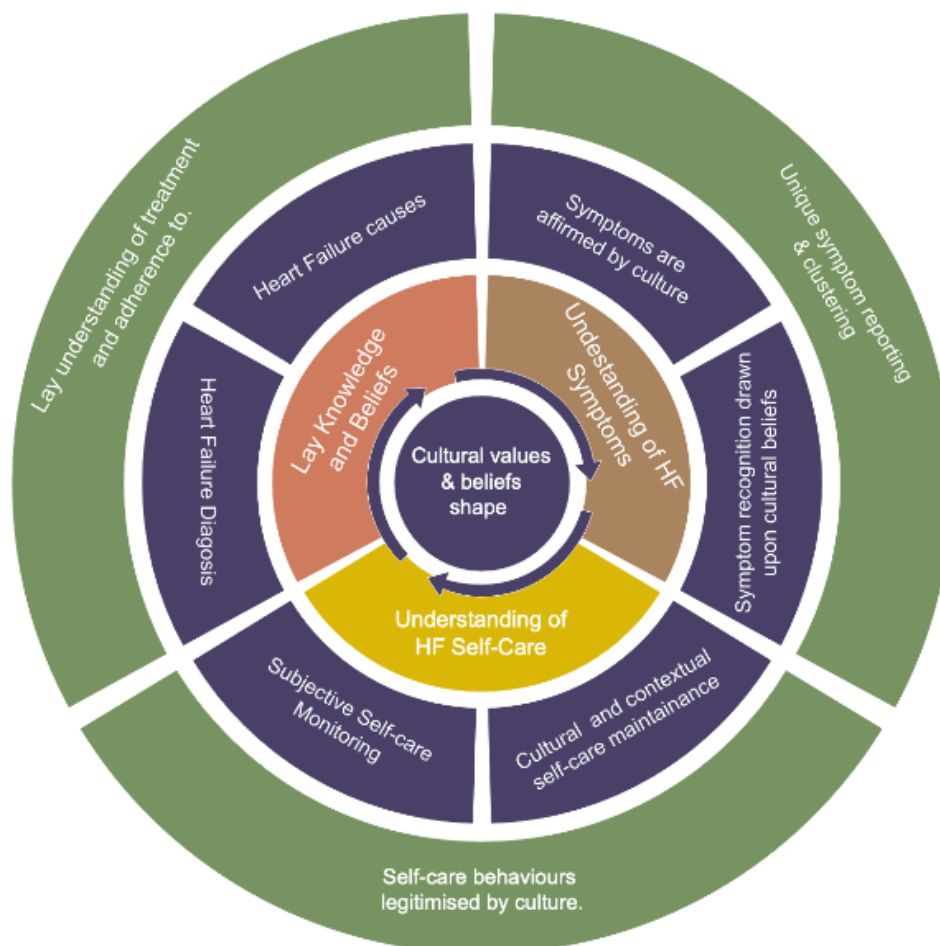 Lay understanding of treatment
and adherence to.
Unique symptom reporting
& clustering
Heart Failure causes
Symptoms are
affirmed by culture
Heart Failure Diagosis
Symptom recognition drawn
upon cultural beliefs
Lay Knowledge
and Beliefs
Undestanding of HF
Symptoms
Cultural values
& beliefs
shape
Understanding of
HF Self-Care
Subjective Self-care
Monitoring
Cultural and contextual
self-care maintainance
Self-care behaviours
legitimised by culture.